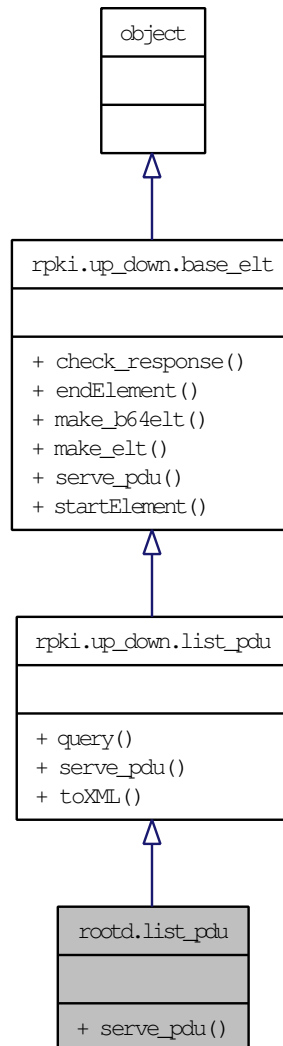 object
rpki.up_down.base_elt
+ check_response()
+ endElement()
+ make_b64elt()
+ make_elt()
+ serve_pdu()
+ startElement()
rpki.up_down.list_pdu
+ query()
+ serve_pdu()
+ toXML()
rootd.list_pdu
+ serve_pdu()